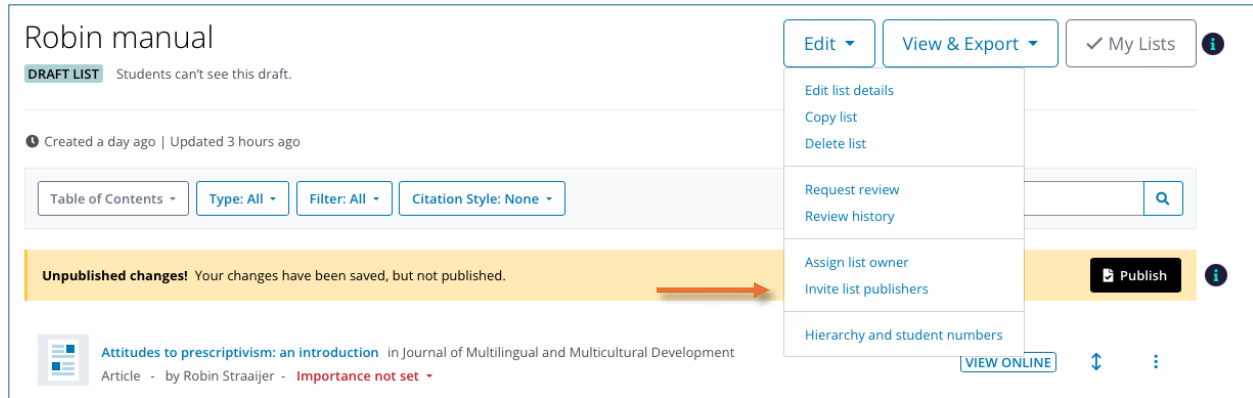 Robin manual
Edit
View & Export
✓ My Lists
i
DRAFT LIST Students can't see this draft.
Edit list details
Copy list
Delete list
Created a day ago | Updated 3 hours ago
Request review
Review history
Table of Contents
Type: All
Filter: All
Citation Style: None
Assign list owner
Invite list publishers
Unpublished changes! Your changes have been saved, but not published.
Publish
i
Hierarchy and student numbers
Attitudes to prescriptivism: an introduction in Journal of Multilingual and Multicultural Development
Article - by Robin Straaijer - Importance not set
VIEW ONLINE